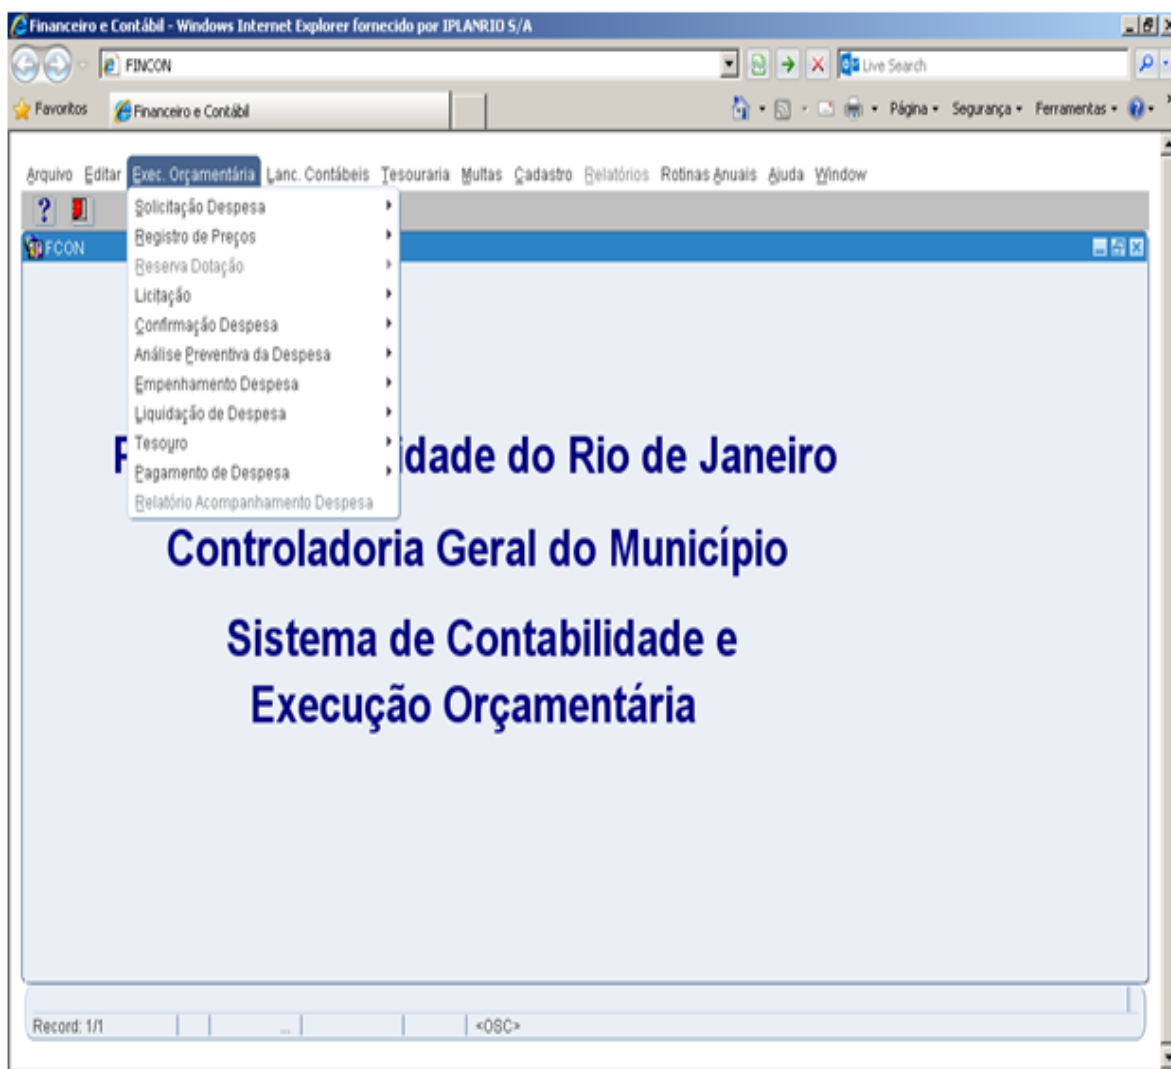 Financeiro e Contábil - Windows Internet Explorer fornecido por IPLANRIO S/A
FINCON
Live Search
Favoritos
Financeiro e Contábil
Página
Segurança
Ferramentas
Arquivo Editar Exec. Orçamentária Lanc. Contábeis Tesouraria Multas Cadastro Relatórios Rotinas Anuais Ajuda Window
FCON
Solicitação Despesa
Registro de Preços
Reserva Dotação
Licitação
Confirmação Despesa
Análise Preventiva da Despesa
Empenhamento Despesa
Liquidação de Despesa
Tesouro
Pagamento de Despesa
Relatório Acompanhamento Despesa
idade do Rio de Janeiro
Controladoria Geral do Município
Sistema de Contabilidade e
Execução Orçamentária
Record: 1/1
...
<OSC>